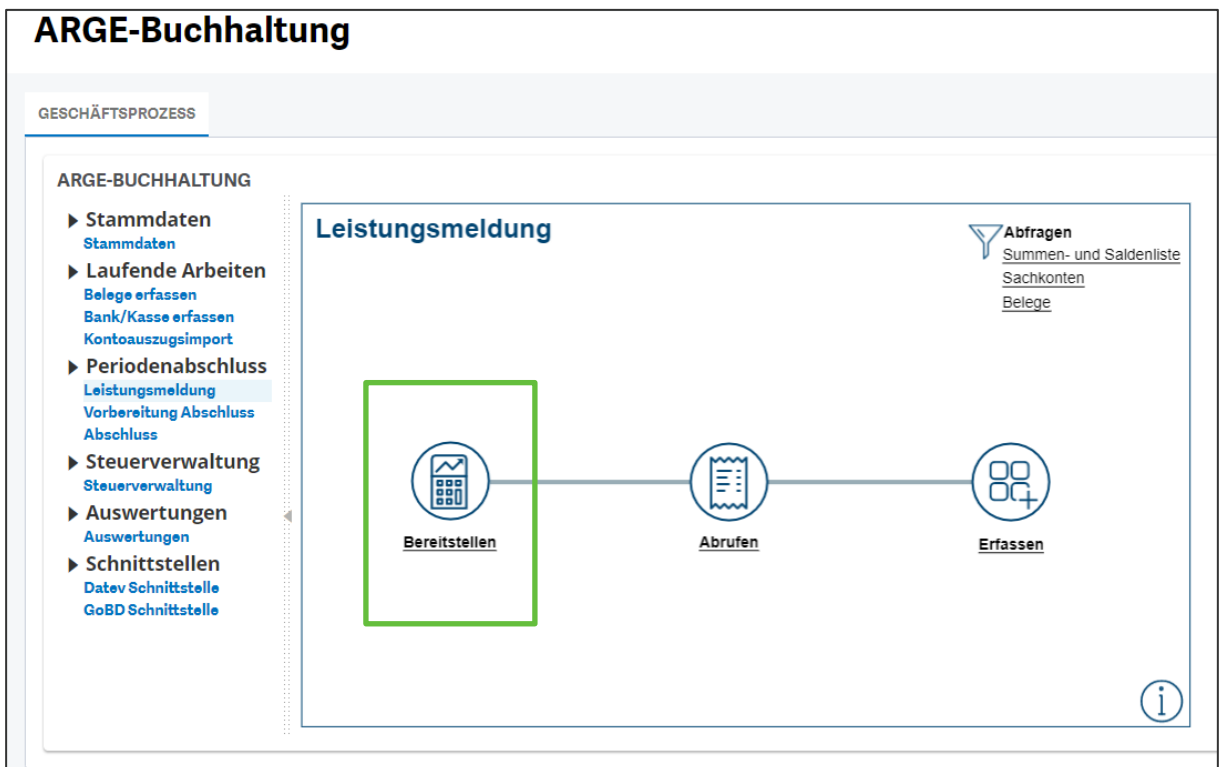 ARGE-Buchhaltung
GESCHÄFTSPROZESS
ARGE-BUCHHALTUNG
Stammdaten
Stammdaten
Laufende Arbeiten
Belege erfassen
Bank/Kasse erfassen
Kontoauszugsimport
Periodenabschluss
Leistungsmeldung
Vorbereitung Abschluss
Abschluss
Steuerverwaltung
Steuerverwaltung
Auswertungen
Auswertungen
Schnittstellen
Datev Schnittstelle
GoBD Schnittstelle
Leistungsmeldung
Abfragen
Summen- und Saldenliste
Sachkonten
Belege
Bereitstellen
Abrufen
Erfassen
i